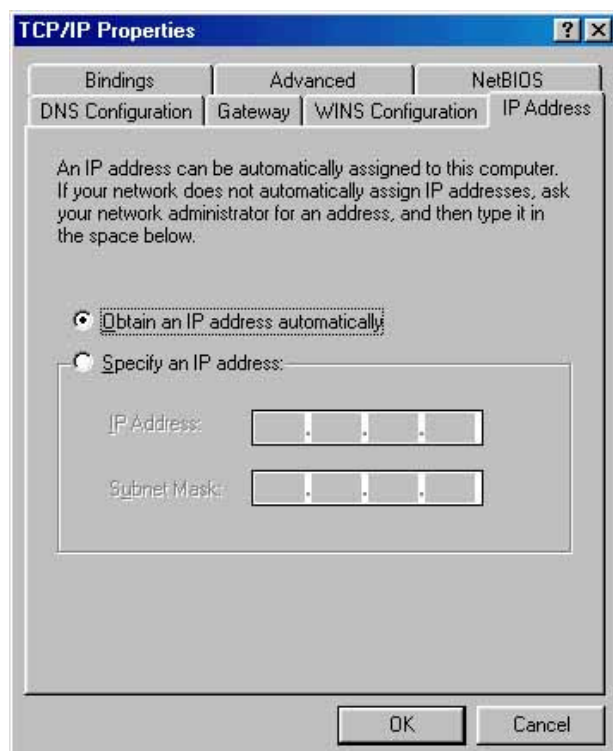 TCP/IP Properties
Bindings Advanced NetBIOS
DNS Configuration Gateway WINS Configuration IP Address
An IP address can be automatically assigned to this computer.
If your network does not automatically assign IP addresses, ask
your network administrator for an address, and then type it in
the space below.
Obtain an IP address automatically
Specify an IP address:
IP Address:
. . .
Subnet Mask:
. . .
OK Cancel